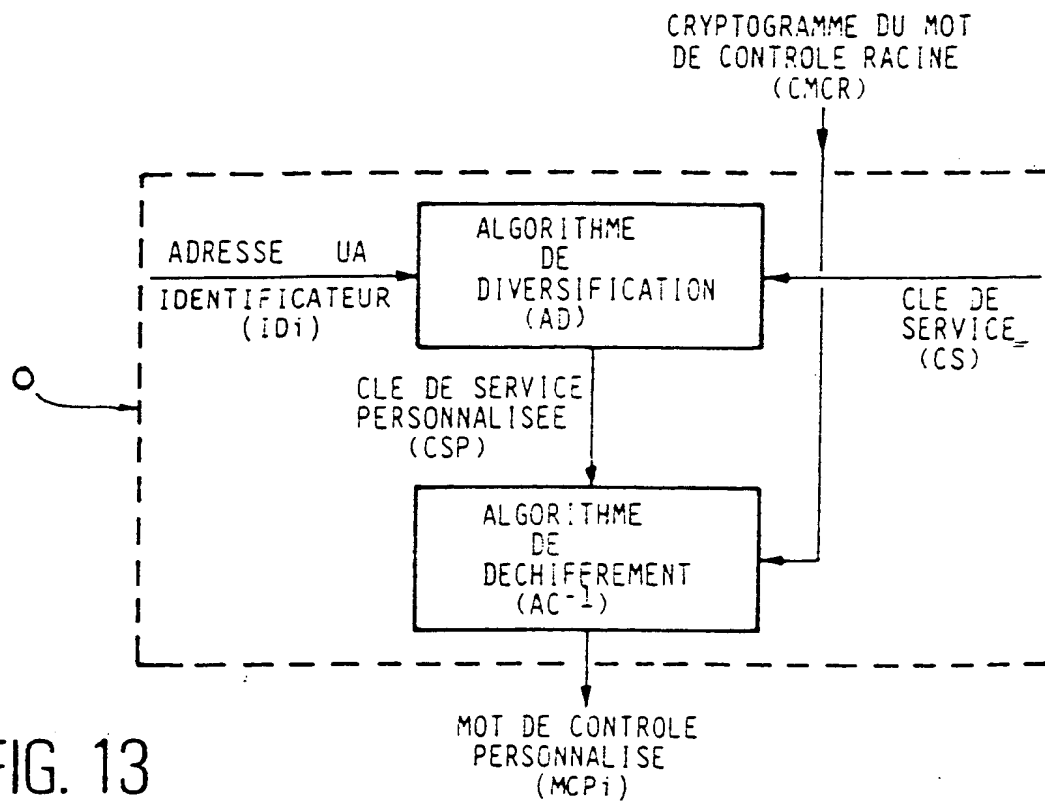 CRYPTOGRAMME DU MOT
DE CONTROLE RACINE
(CMCR)
ADRESSE UA
IDENTIFICATEUR
(IDi)
ALGORITHME
DE
DIVERSIFICATION
(AD)
CLE DE
SERVICE
(CS)
O
CLE DE SERVICE
PERSONNALISEE
(CSP)
ALGORITHME
DE
DECHIFFREMENT
(AC-1)
MOT DE CONTROLE
PERSONNALISE
(MCPi)
FIG. 13